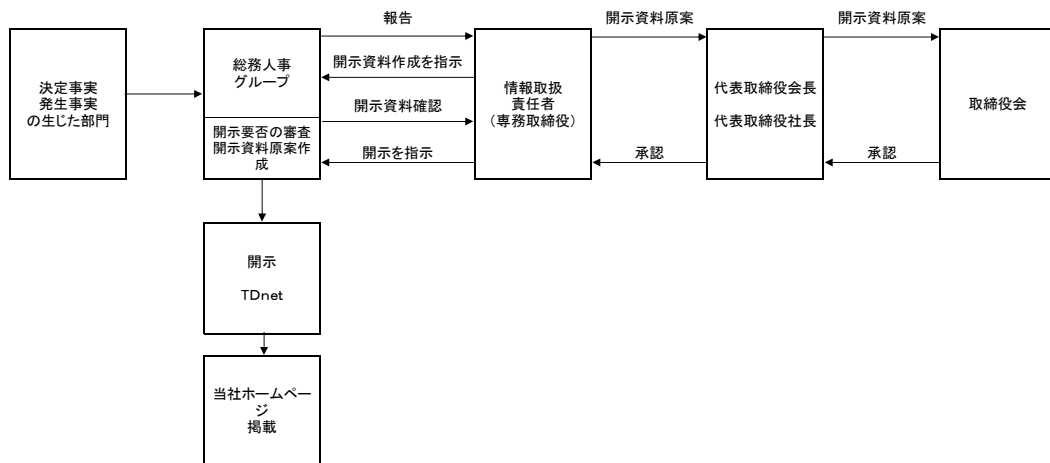 報告
開示資料原案
開示資料原案
決定事実
発生事実
の生じた部門
総務人事
グループ
開示要否の審査
開示資料原案作
成
開示資料作成を指示
開示資料確認
開示を指示
情報取扱
責任者
（専務取締役）
承認
代表取締役会長
代表取締役社長
承認
取締役会
開示
TDnet
当社ホームペー
ジ
掲載